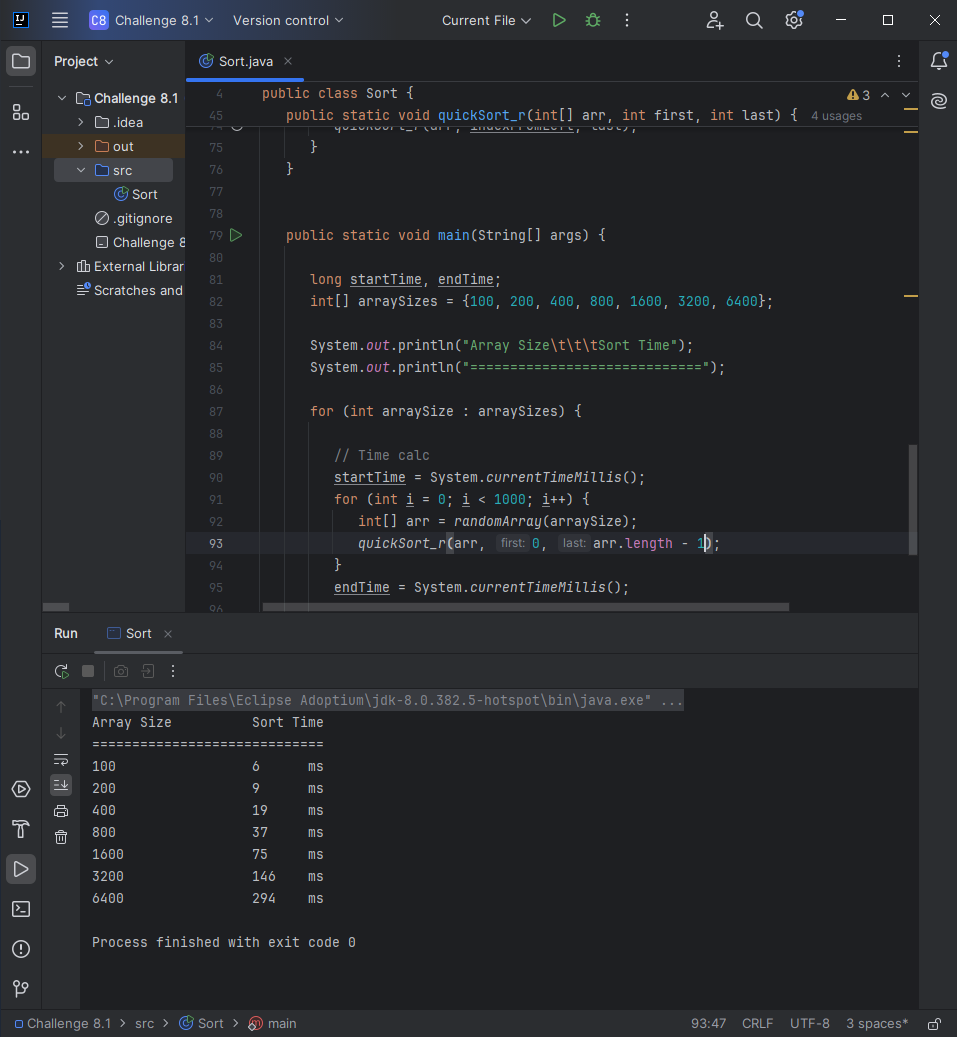 C8 Challenge 8.1 Version control Current File
Project
Sort.java
Challenge 8.1
.idea
out
src
Sort
.gitignore
Challenge 8
External Librar
Scratches and
4 public class Sort {
45 public static void quickSort_r(int[] arr, int first, int last) { 4 usages
3
74 quickSort_r(arr, indexFromLeft, last);
75 }
76 }
77
78
79 public static void main(String[] args) {
80
81 long startTime, endTime;
82 int[] arraySizes = {100, 200, 400, 800, 1600, 3200, 6400};
83
84 System.out.println("Array Size\t\t\tSort Time");
85 System.out.println("=============================");
86
87 for (int arraySize : arraySizes) {
88
89 // Time calc
90 startTime = System.currentTimeMillis();
91 for (int i = 0; i < 1000; i++) {
92 int[] arr = randomArray(arraySize);
93 quickSort_r(arr, first: 0, last: arr.length - 1);
94 }
95 endTime = System.currentTimeMillis();
96
Run Sort
"C:\Program Files\Eclipse Adoptium\jdk-8.0.382.5-hotspot\bin\java.exe" ...
Array Size Sort Time
=============================
100 6 ms
200 9 ms
400 19 ms
800 37 ms
1600 75 ms
3200 146 ms
6400 294 ms
Process finished with exit code 0
Challenge 8.1 > src > Sort > main 93:47 CRLF UTF-8 3 spaces*